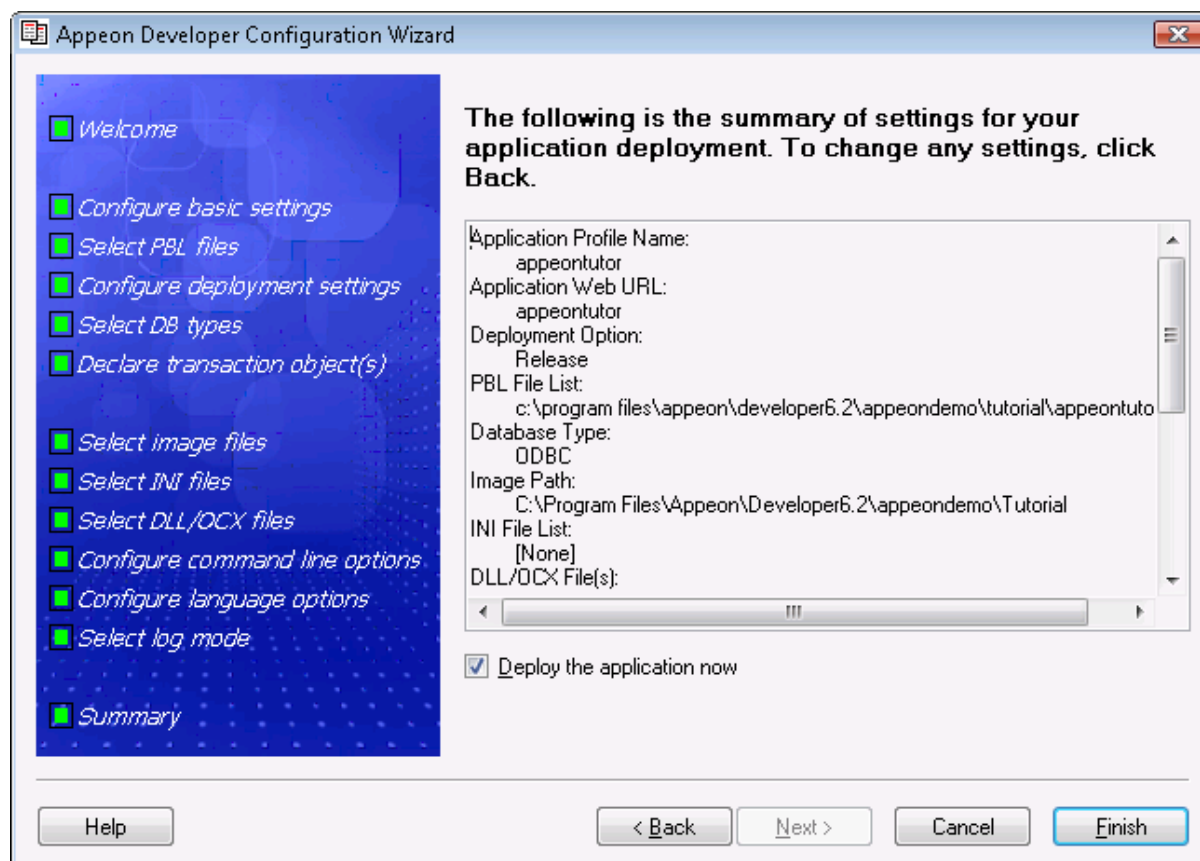 Appeon Developer Configuration Wizard
Welcome
Configure basic settings
Select PBL files
Configure deployment settings
Select DB types
Declare transaction object(s)
Select image files
Select INI files
Select DLL/OCX files
Configure command line options
Configure language options
Select log mode
Summary
The following is the summary of settings for your
application deployment. To change any settings, click
Back.
Application Profile Name:
appeontutor
Application Web URL:
appeontutor
Deployment Option:
Release
PBL File List:
c:\program files\appeon\developer6.2\appeondemo\tutorial\appeontuto
Database Type:
ODBC
Image Path:
C:\Program Files\Appeon\Developer6.2\appeondemo\Tutorial
INI File List:
[None]
DLL/OCX File(s):
Deploy the application now
Help
< Back
Next >
Cancel
Finish